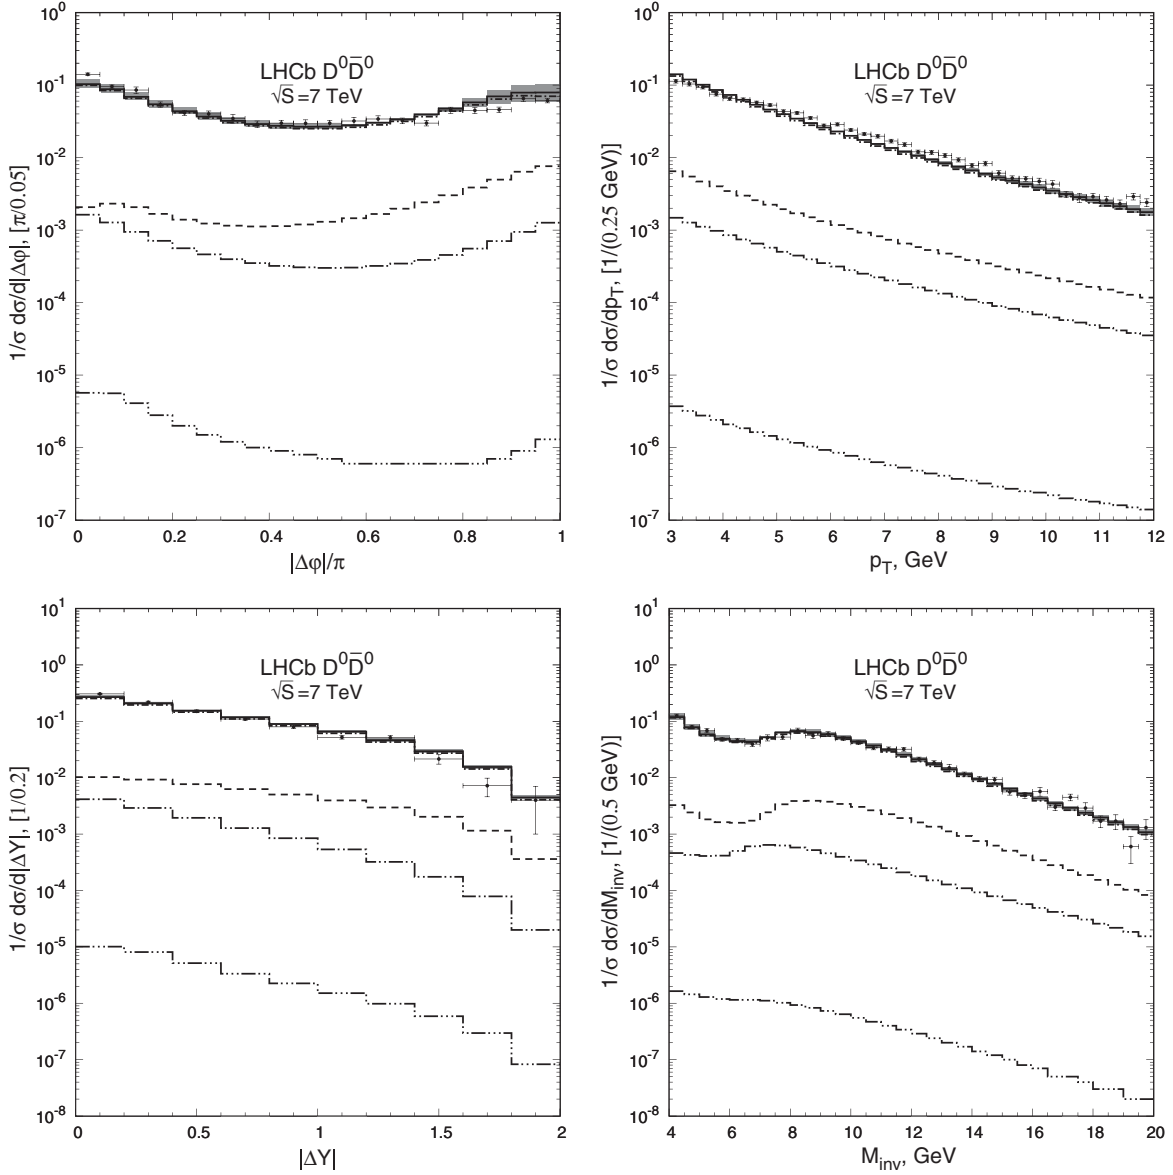 LHCb D⁰D̅⁰
√S =7 TeV
1/σ dσ/d|Δφ|, [π/0.05]
10⁰
10⁻¹
10⁻²
10⁻³
10⁻⁴
10⁻⁵
10⁻⁶
10⁻⁷
0 0.2 0.4 0.6 0.8 1
|Δφ|/π
LHCb D⁰D̅⁰
√S =7 TeV
1/σ dσ/dp_T, [1/(0.25 GeV)]
10⁰
10⁻¹
10⁻²
10⁻³
10⁻⁴
10⁻⁵
10⁻⁶
10⁻⁷
3 4 5 6 7 8 9 10 11 12
p_T, GeV
LHCb D⁰D̅⁰
√S =7 TeV
1/σ dσ/d|ΔY|, [1/0.2]
10¹
10⁰
10⁻¹
10⁻²
10⁻³
10⁻⁴
10⁻⁵
10⁻⁶
10⁻⁷
10⁻⁸
0 0.5 1 1.5 2
|ΔY|
LHCb D⁰D̅⁰
√S =7 TeV
1/σ dσ/dM_inv, [1/(0.5 GeV)]
10¹
10⁰
10⁻¹
10⁻²
10⁻³
10⁻⁴
10⁻⁵
10⁻⁶
10⁻⁷
10⁻⁸
4 6 8 10 12 14 16 18 20
M_inv, GeV